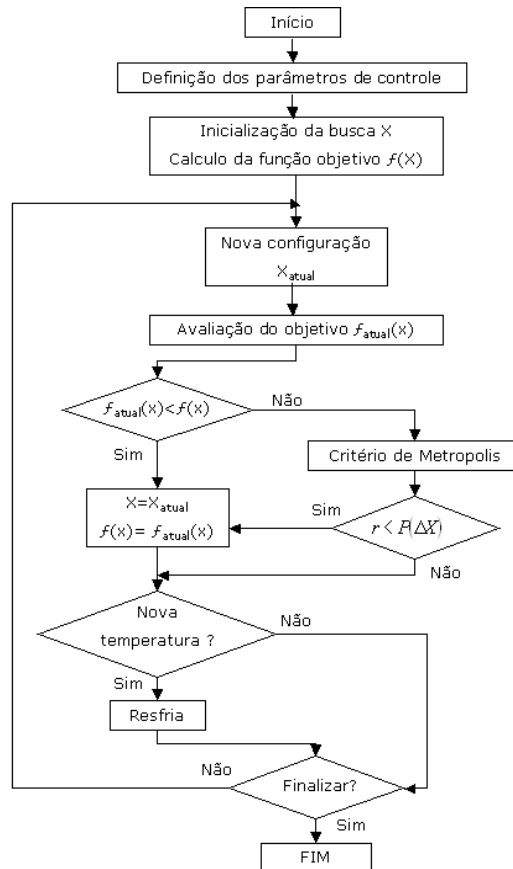 Início
Definição dos parâmetros de controle
Inicialização da busca X
Calculo da função objetivo f(X)
Nova configuração
Xatual
Avaliação do objetivo fatual(x)
fatual(x)<f(x)
Não
Sim
Critério de Metropolis
X=Xatual
f(x)= fatual(x)
Sim
r < P(ΔX)
Não
Nova
temperatura ?
Não
Sim
Resfria
Não
Finalizar?
Sim
FIM